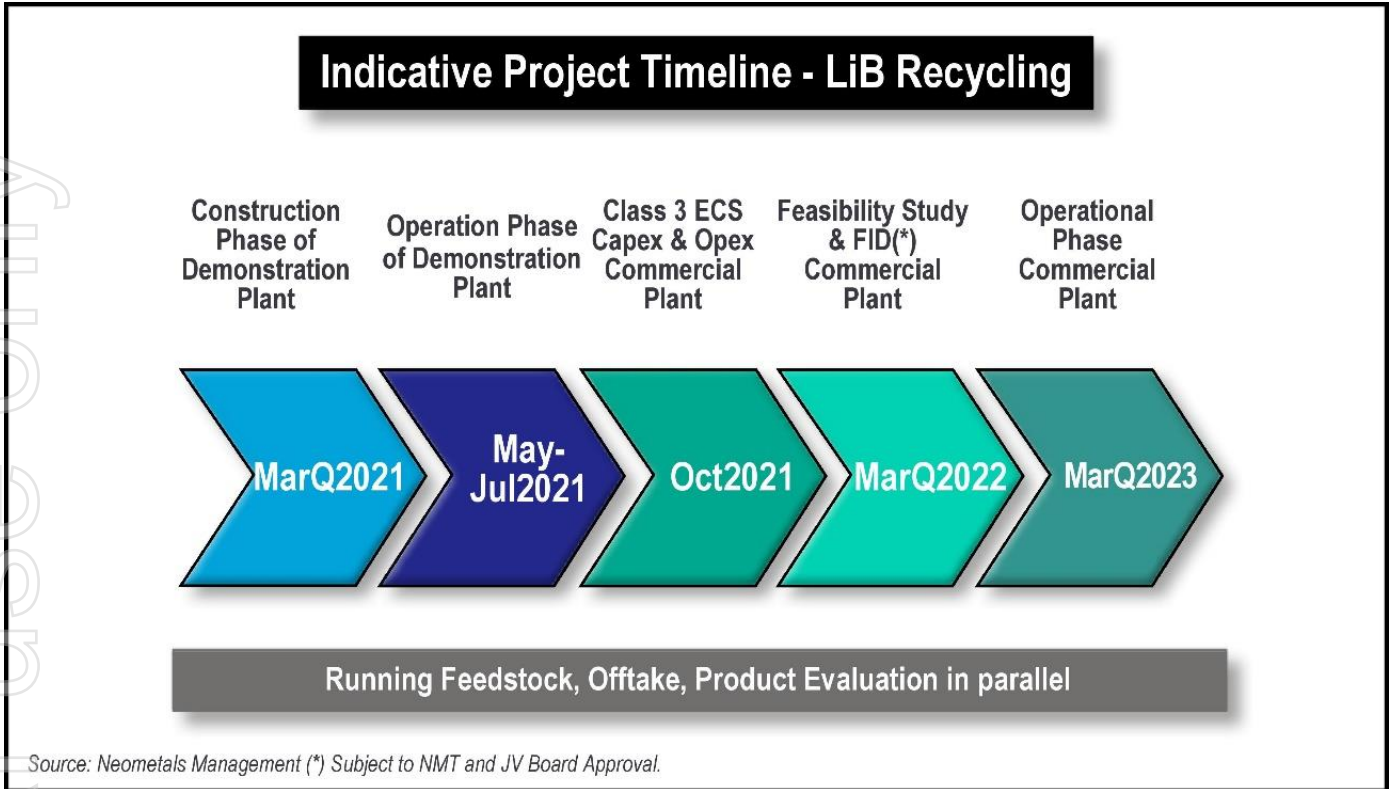 Indicative Project Timeline - LiB Recycling
Construction
Phase of
Demonstration
Plant
Operation Phase
of Demonstration
Plant
Class 3 ECS
Capex & Opex
Commercial
Plant
Feasibility Study
& FID(*)
Commercial
Plant
Operational
Phase
Commercial
Plant
MarQ2021
May-
Jul2021
Oct2021
MarQ2022
MarQ2023
Running Feedstock, Offtake, Product Evaluation in parallel
Source: Neometals Management (*) Subject to NMT and JV Board Approval.
use only